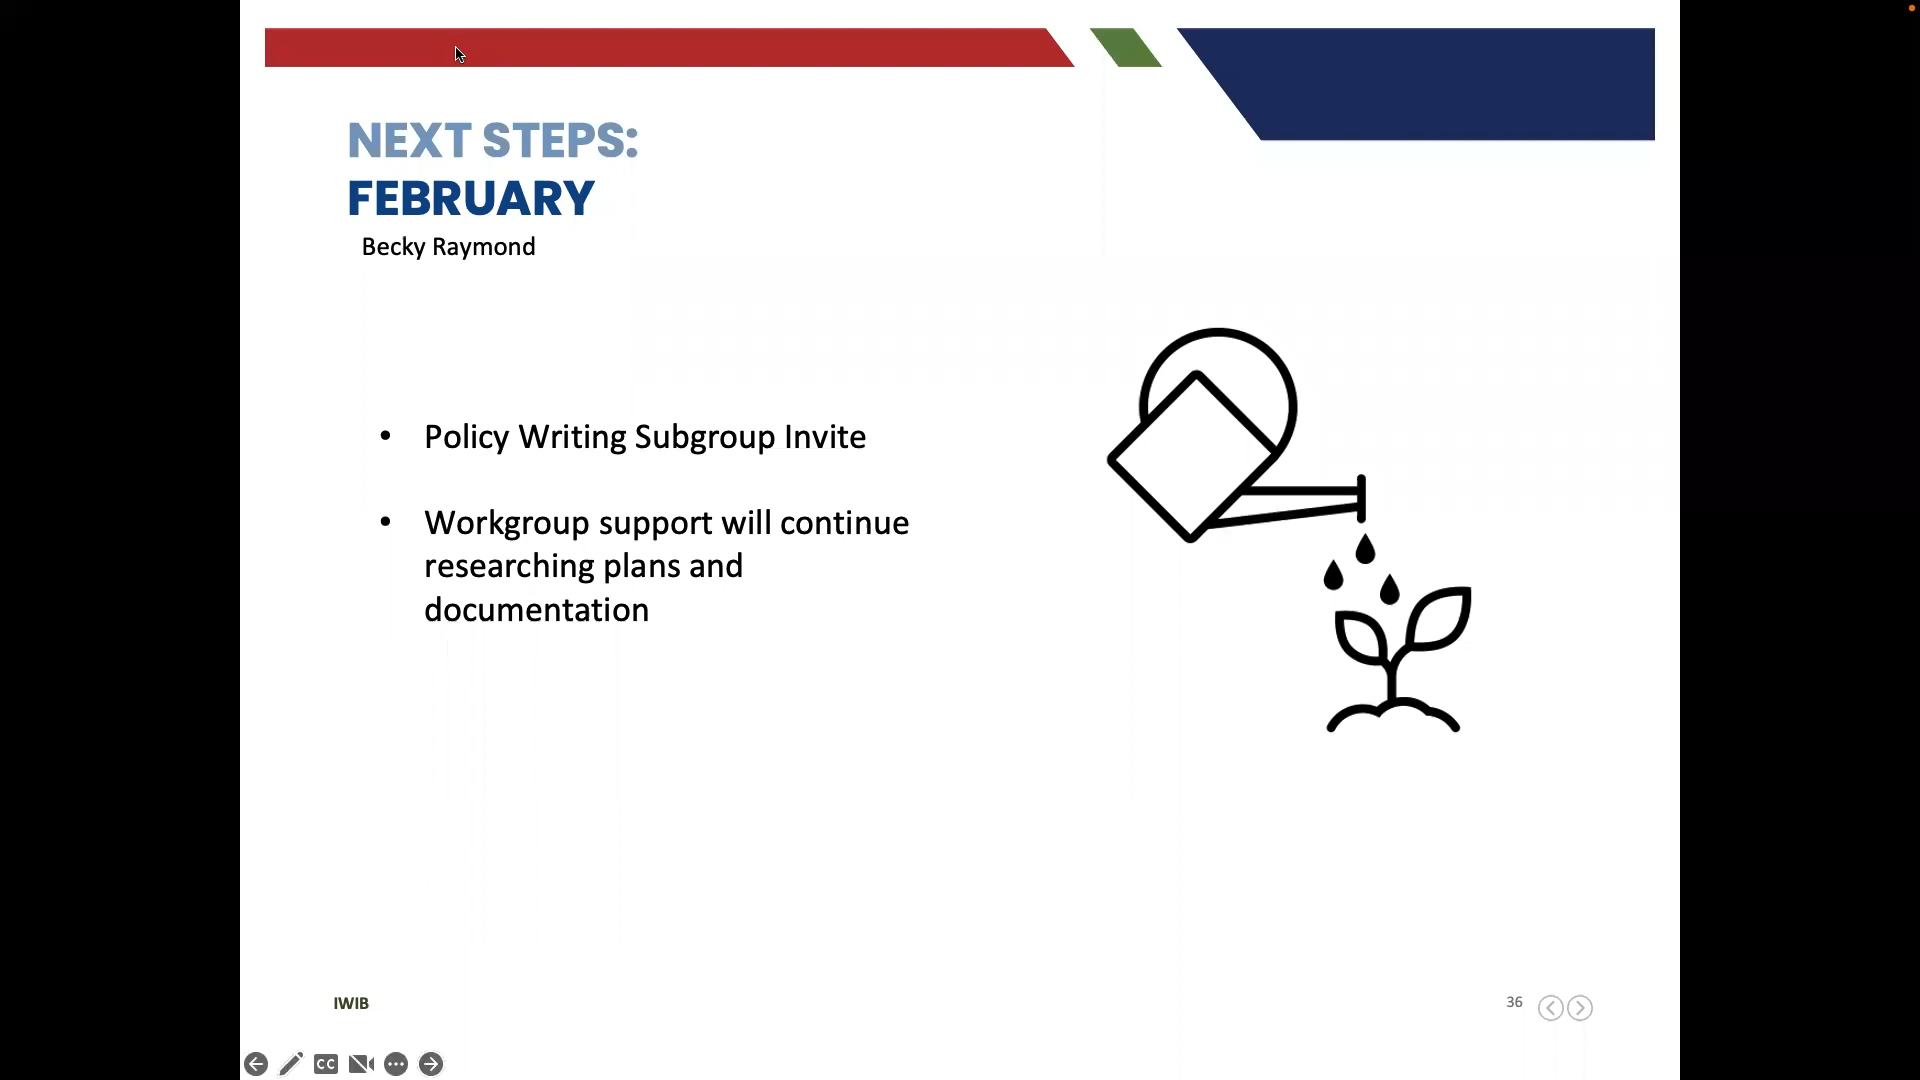 NEXT STEPS:
FEBRUARY
Becky Raymond
• Policy Writing Subgroup Invite
• Workgroup support will continue
researching plans and
documentation
IWIB
36
CC